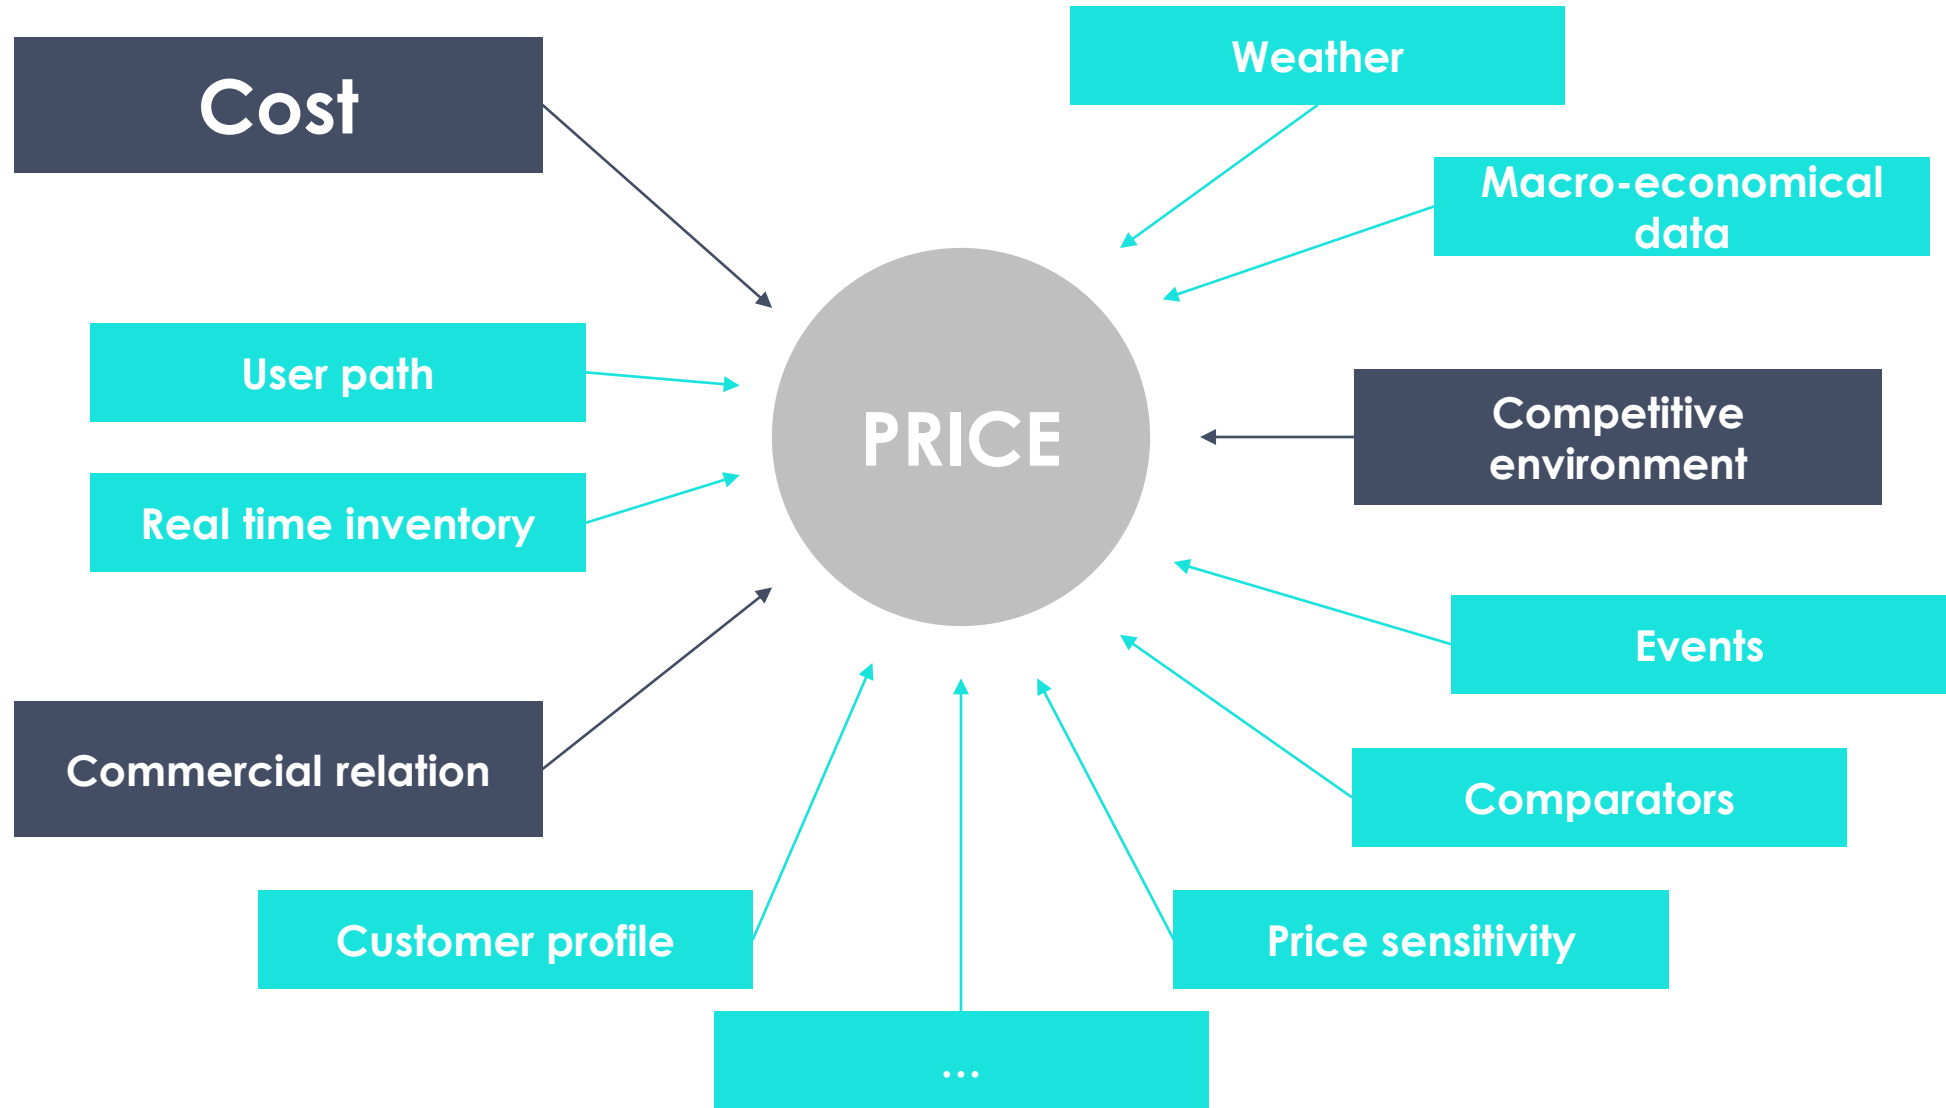 Cost
Weather
Macro-economical
data
User path
PRICE
Competitive
environment
Real time inventory
Events
Commercial relation
Comparators
Customer profile
Price sensitivity
...